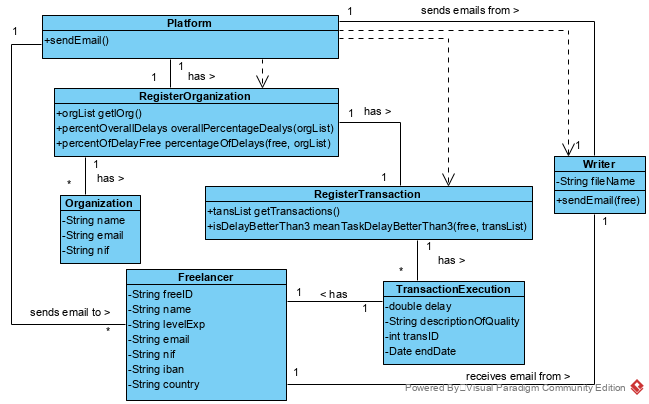 Platform
+sendEmail()
1
sends emails from >
1
1
1
has >
RegisterOrganization
+orgList getlOrg()
+percentOverallDelays overallPercentageDealys(orgList)
+percentOfDelayFree percentageOfDelays(free, orgList)
1
has >
1
1
has >
*
1
Writer
-String fileName
+sendEmail(free)
1
Organization
-String name
-String email
-String nif
RegisterTransaction
+tansList getTransactions()
+isDelayBetterThan3 meanTaskDelayBetterThan3(free, transList)
1
has >
*
Freelancer
-String freeID
-String name
-String levelExp
-String email
-String nif
-String iban
-String country
1
< has
1
TransactionExecution
-double delay
-String descriptionOfQuality
-int transID
-Date endDate
sends email to >
*
1
receives email from >
Powered By Visual Paradigm Community Edition